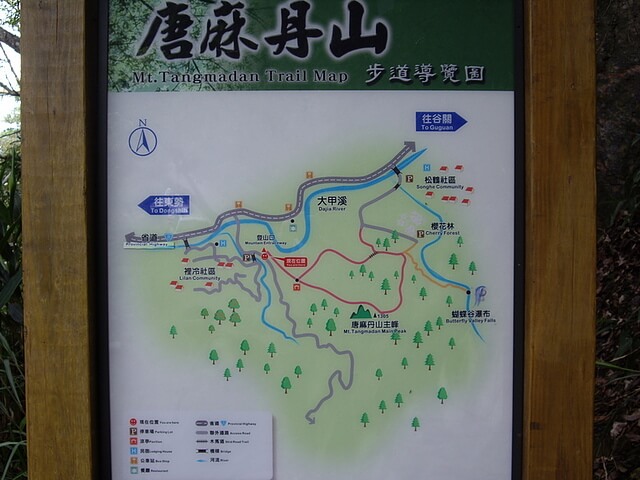 唐麻丹山
Mt.Tangmadan Trail Map 步道導覽圖
N
往谷關
To Guguan
松鶴社區
Songhe Community
往東勢
To Dongshih
大甲溪
Dajia River
櫻花林
Cherry Forest
省道
Provincial Highway
登山口
Mountain Entranceway
現在位置
裡冷社區
Lilan Community
1305
唐麻丹山主峰
Mt. Tangmadan Main Peak
蝴蝶谷瀑布
Butterfly Valley Falls
現在位置 You are here
停車場 Parking Lot
涼亭 Pavilion
民宿 Lodging House
公車站 Bus Stop
餐廳 Restaurant
省道 Provincial Highway
聯外道路 Access Road
木馬道
橋樑 Bridge
河流 River